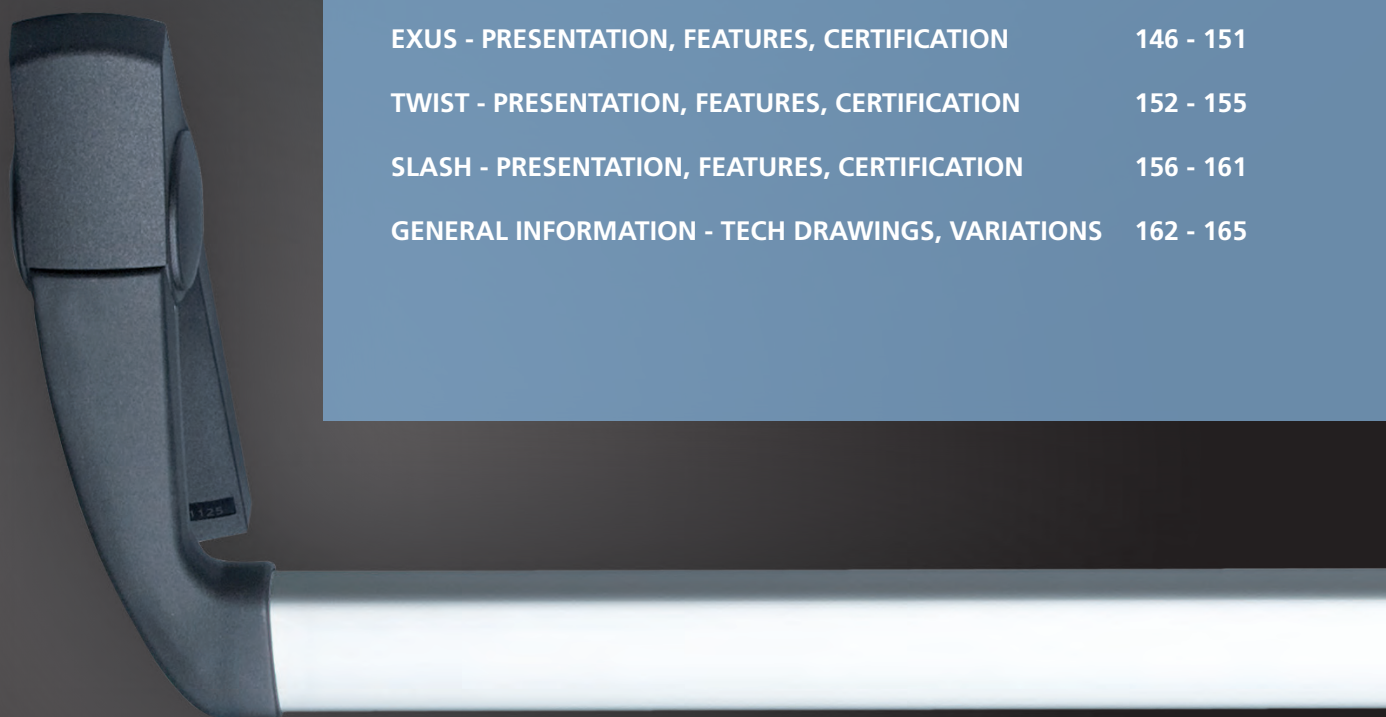 EXUS - PRESENTATION, FEATURES, CERTIFICATION 146 - 151
TWIST - PRESENTATION, FEATURES, CERTIFICATION 152 - 155
SLASH - PRESENTATION, FEATURES, CERTIFICATION 156 - 161
GENERAL INFORMATION - TECH DRAWINGS, VARIATIONS 162 - 165
1125